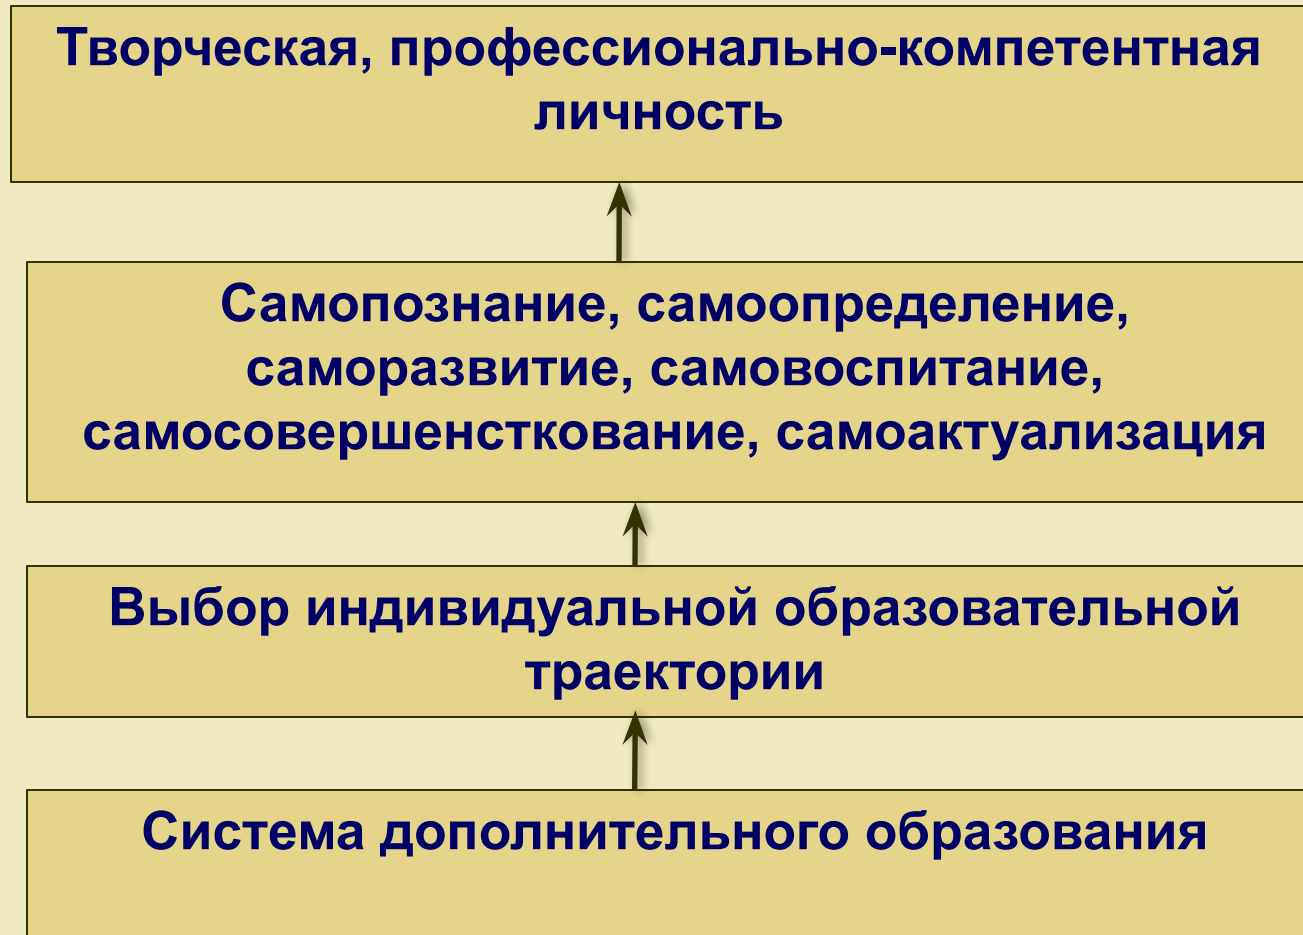 Творческая, профессионально-компетентная
личность
Самопознание, самоопределение,
саморазвитие, самовоспитание,
самосовершенсткование, самоактуализация
Выбор индивидуальной образовательной
траектории
Система дополнительного образования